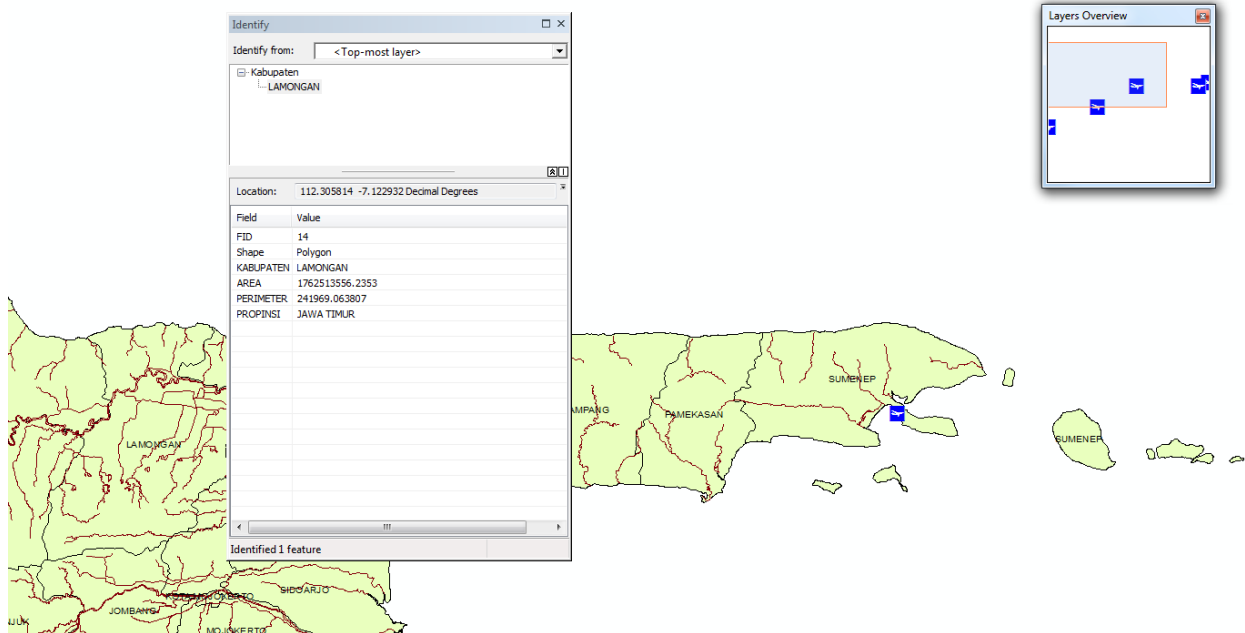 Identify
Identify from: <Top-most layer>
Kabupaten
LAMONGAN
Location: 112.305814 -7.122932 Decimal Degrees
Field Value
FID 14
Shape Polygon
KABUPATEN LAMONGAN
AREA 1762513556.2353
PERIMETER 241969.063807
PROPINSI JAWA TIMUR
Identified 1 feature
Layers Overview
SUMENEP
AMPANG
PAMEKASAN
SUMENEP
LAMONGAN
SIDOARJO
JOMBANG
NJUK
MOJOKERTO